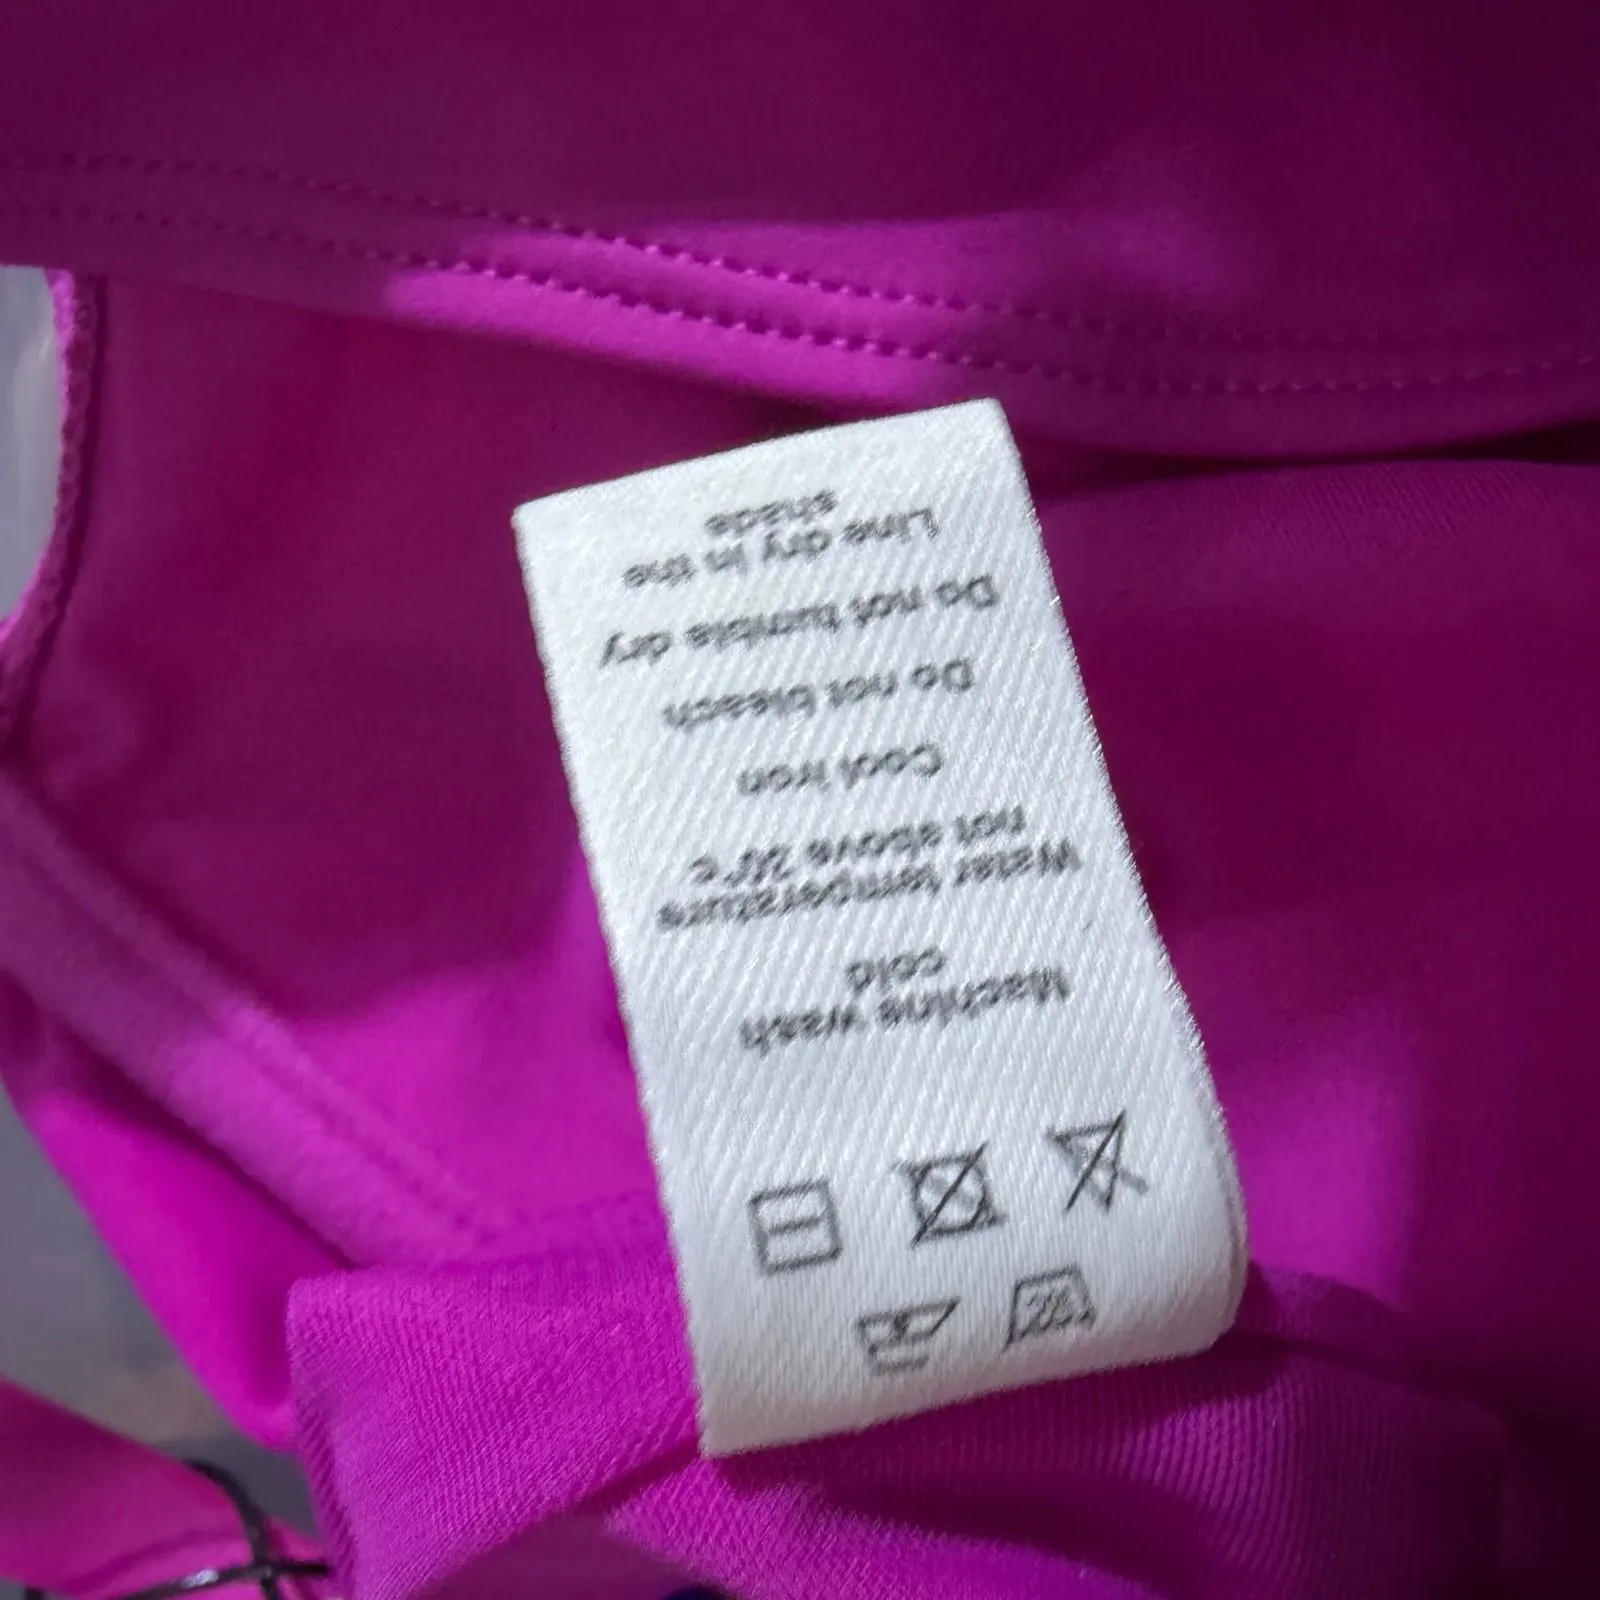 Machine wash
cold
Water temperature
not above 30°c
Cool iron
Do not bleach
Do not tumble dry
Line dry in the
shade